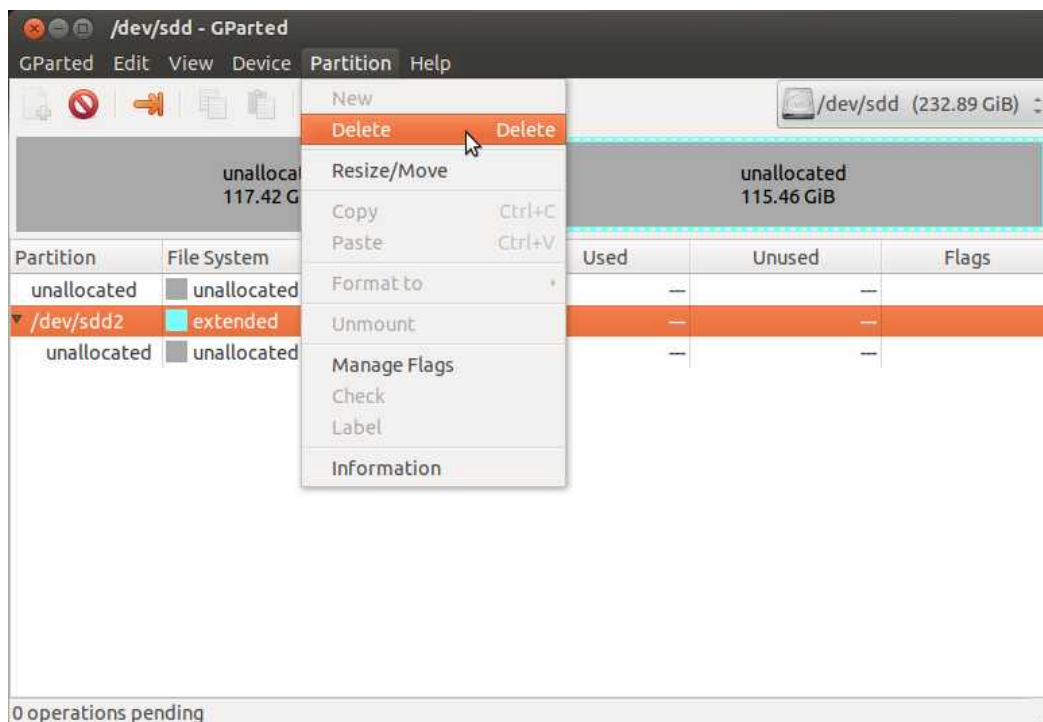 /dev/sdd - GParted
GParted Edit View Device Partition Help
/dev/sdd (232.89 GiB)
New
Delete Delete
Resize/Move
Copy Ctrl+C
Paste Ctrl+V
Format to
Unmount
Manage Flags
Check
Label
Information
unallocat
117.42 G
unallocated
115.46 GiB
Partition File System Used Unused Flags
unallocated unallocated --- ---
/dev/sdd2 extended --- ---
unallocated unallocated --- ---
0 operations pending